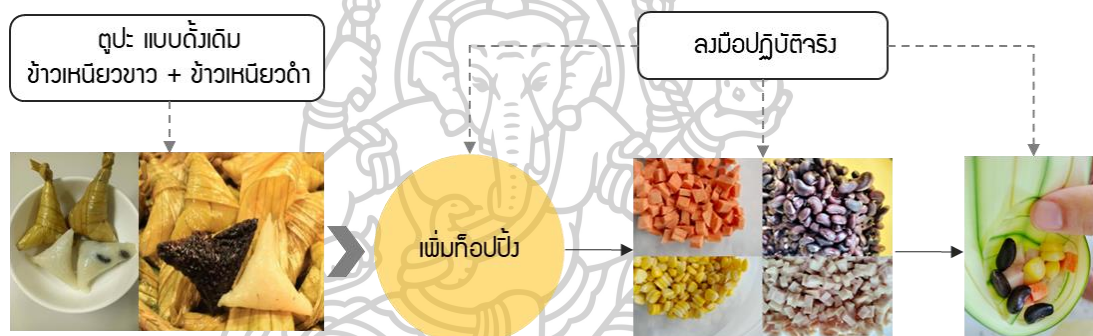 ตูปะ แบบดั้งเดิม
ข้าวเหนียวขาว + ข้าวเหนียวดำ
ลงมือปฏิบัติจริง
เพิ่มท็อปปิ้ง